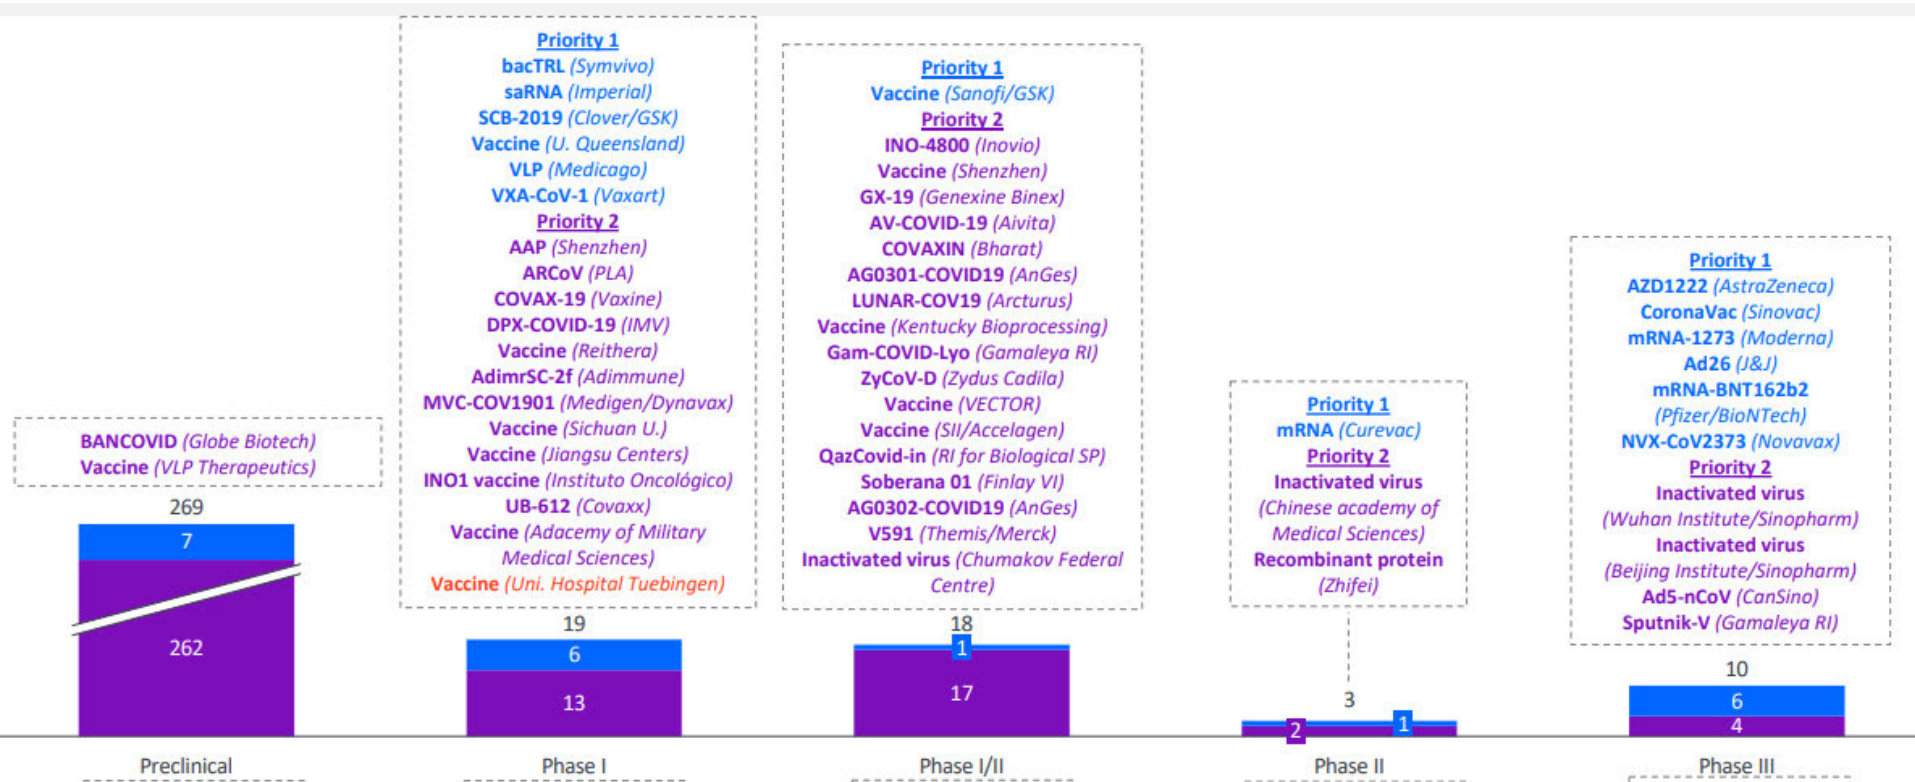 BANCOVID (Globe Biotech)
Vaccine (VLP Therapeutics)
269
7
262
Preclinical
Priority 1
bacTRL (Symvivo)
saRNA (Imperial)
SCB-2019 (Clover/GSK)
Vaccine (U. Queensland)
VLP (Medicago)
VXA-CoV-1 (Vaxart)
Priority 2
AAP (Shenzhen)
ARCoV (PLA)
COVAX-19 (Vaxine)
DPX-COVID-19 (IMV)
Vaccine (Reithera)
AdimrSC-2f (Adimmune)
MVC-COV1901 (Medigen/Dynavax)
Vaccine (Sichuan U.)
Vaccine (Jiangsu Centers)
INO1 vaccine (Instituto Oncológico)
UB-612 (Covaxx)
Vaccine (Adacemy of Military
Medical Sciences)
Vaccine (Uni. Hospital Tuebingen)
19
6
13
Phase I
Priority 1
Vaccine (Sanofi/GSK)
Priority 2
INO-4800 (Inovio)
Vaccine (Shenzhen)
GX-19 (Genexine Binex)
AV-COVID-19 (Aivita)
COVAXIN (Bharat)
AG0301-COVID19 (AnGes)
LUNAR-COV19 (Arcturus)
Vaccine (Kentucky Bioprocessing)
Gam-COVID-Lyo (Gamaleya RI)
ZyCoV-D (Zydus Cadila)
Vaccine (VECTOR)
Vaccine (SII/Accelagen)
QazCovid-in (RI for Biological SP)
Soberana 01 (Finlay VI)
AG0302-COVID19 (AnGes)
V591 (Themis/Merck)
Inactivated virus (Chumakov Federal
Centre)
18
1
17
Phase I/II
Priority 1
mRNA (Curevac)
Priority 2
Inactivated virus
(Chinese academy of
Medical Sciences)
Recombinant protein
(Zhifei)
3
1
2
Phase II
Priority 1
AZD1222 (AstraZeneca)
CoronaVac (Sinovac)
mRNA-1273 (Moderna)
Ad26 (J&J)
mRNA-BNT162b2
(Pfizer/BioNTech)
NVX-CoV2373 (Novavax)
Priority 2
Inactivated virus
(Wuhan Institute/Sinopharm)
Inactivated virus
(Beijing Institute/Sinopharm)
Ad5-nCoV (CanSino)
Sputnik-V (Gamaleya RI)
10
6
4
Phase III